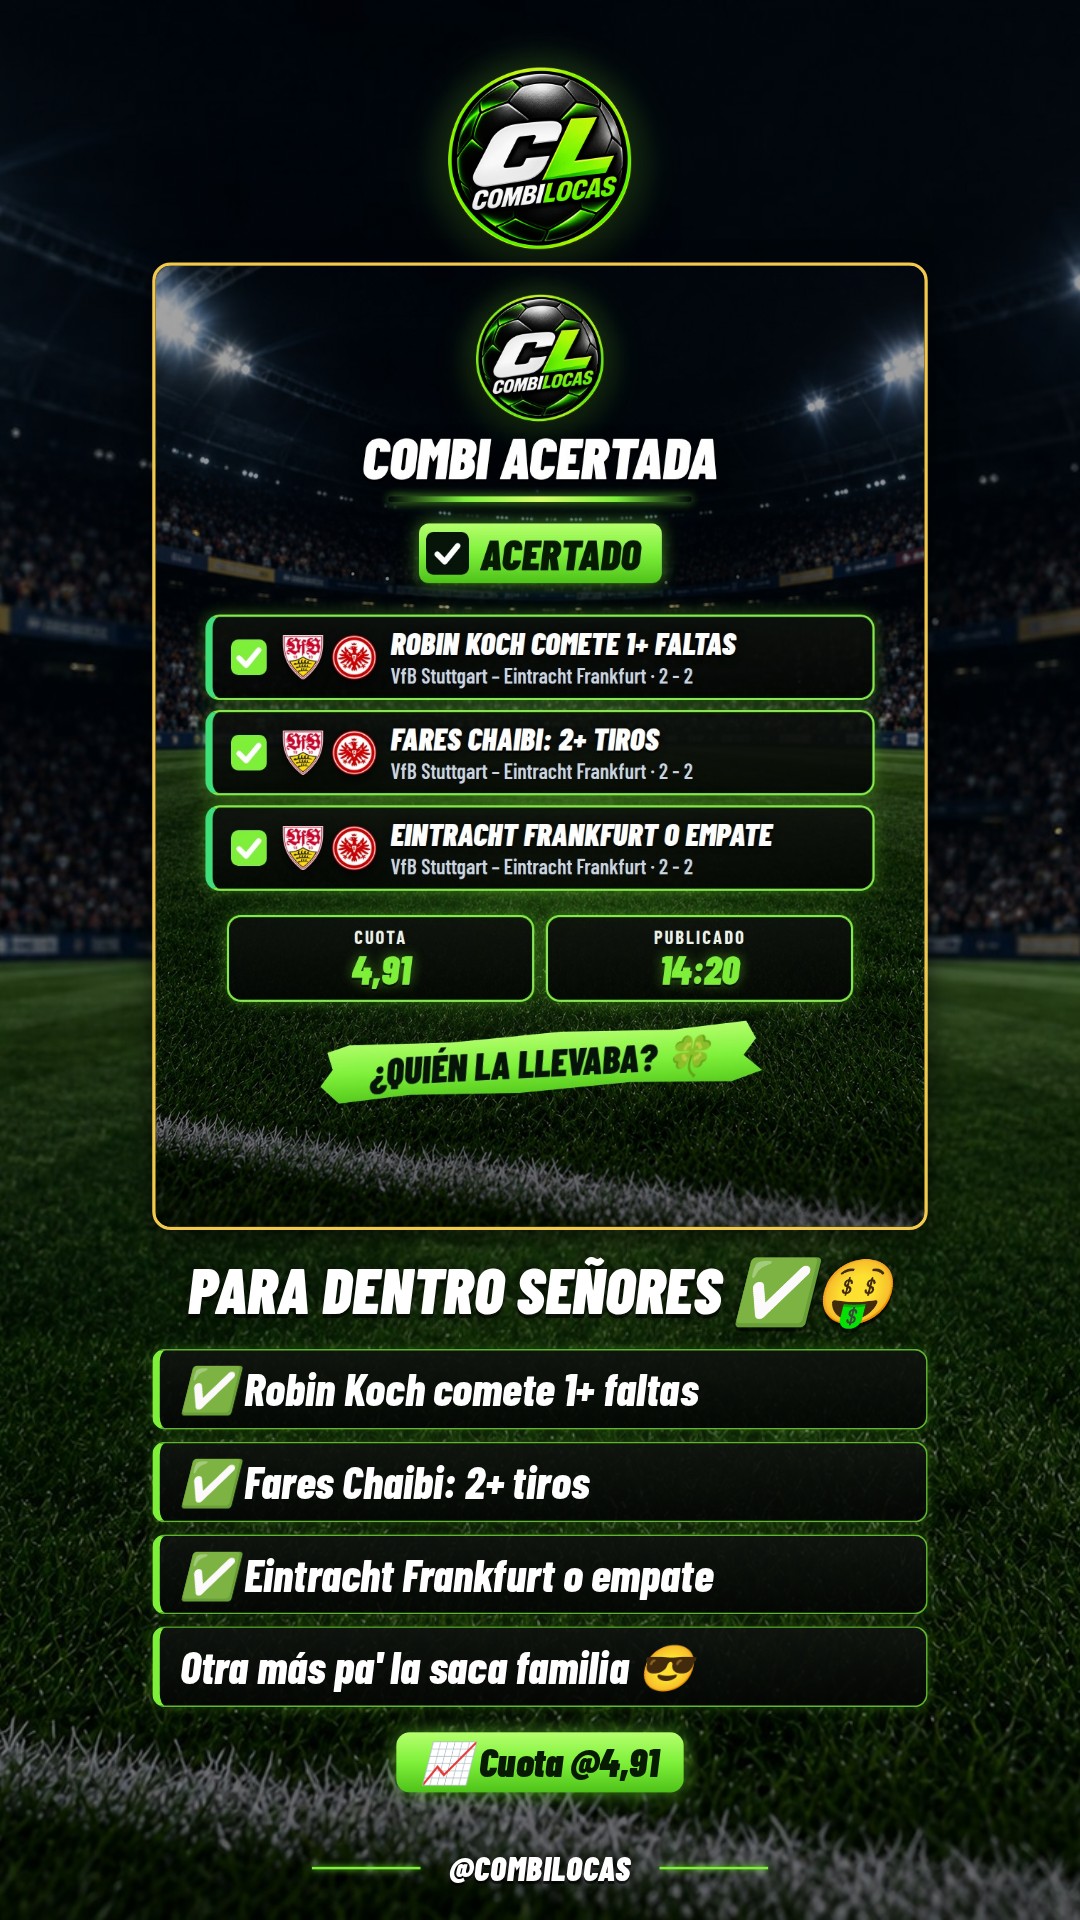 CL
COMBILOCAS
CL
COMBILOCAS
COMBI ACERTADA
✅ ACERTADO
✅ ROBIN KOCH COMETE 1+ FALTAS
VfB Stuttgart – Eintracht Frankfurt · 2 - 2
✅ FARES CHAIBI: 2+ TIROS
VfB Stuttgart – Eintracht Frankfurt · 2 - 2
✅ EINTRACHT FRANKFURT O EMPATE
VfB Stuttgart – Eintracht Frankfurt · 2 - 2
CUOTA
4,91
PUBLICADO
14:20
¿QUIÉN LA LLEVABA? 🍀
PARA DENTRO SEÑORES ✅🤑
✅ Robin Koch comete 1+ faltas
✅ Fares Chaibi: 2+ tiros
✅ Eintracht Frankfurt o empate
Otra más pa' la saca familia 😎
📈 Cuota @4,91
@COMBILOCAS